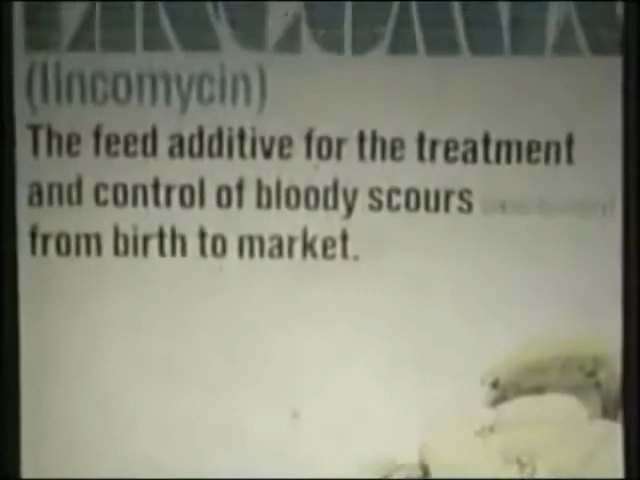 (lincomycin)
The feed additive for the treatment
and control of bloody scours
from birth to market.